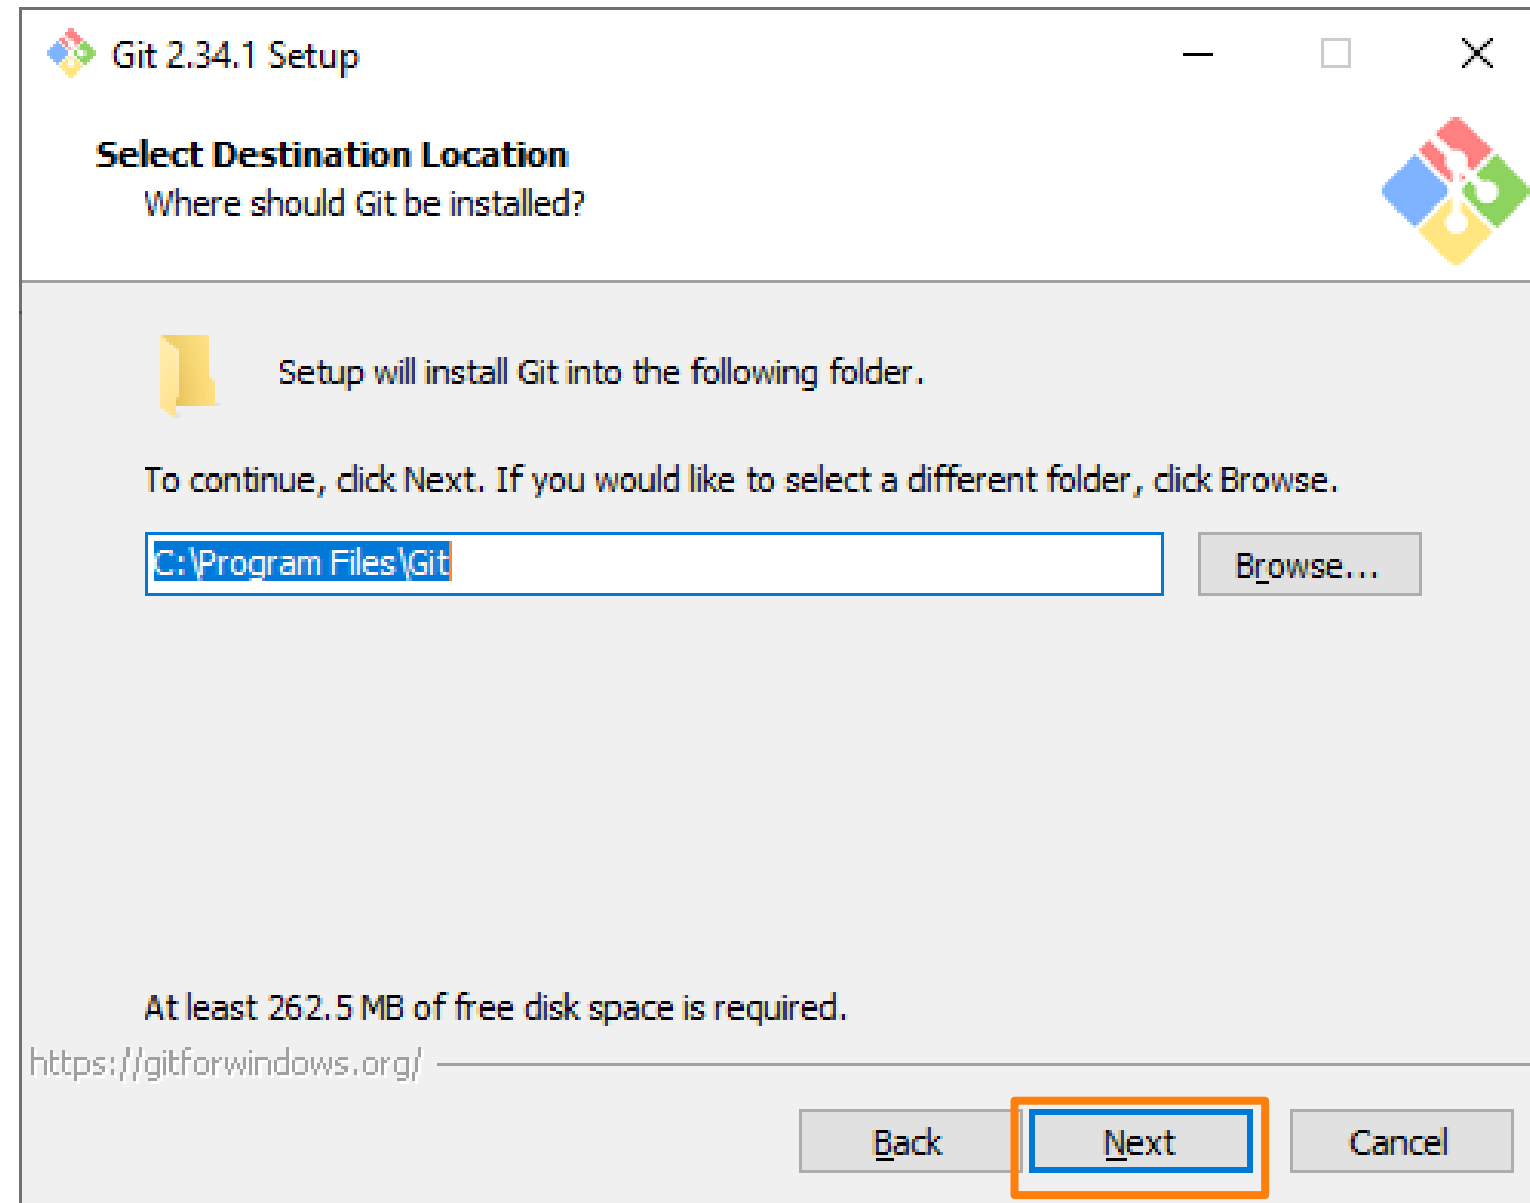 Git 2.34.1 Setup
Select Destination Location
Where should Git be installed?
Setup will install Git into the following folder.
To continue, click Next. If you would like to select a different folder, click Browse.
C:\Program Files\Git
Browse...
At least 262.5 MB of free disk space is required.
https://gitforwindows.org/
Back Next Cancel